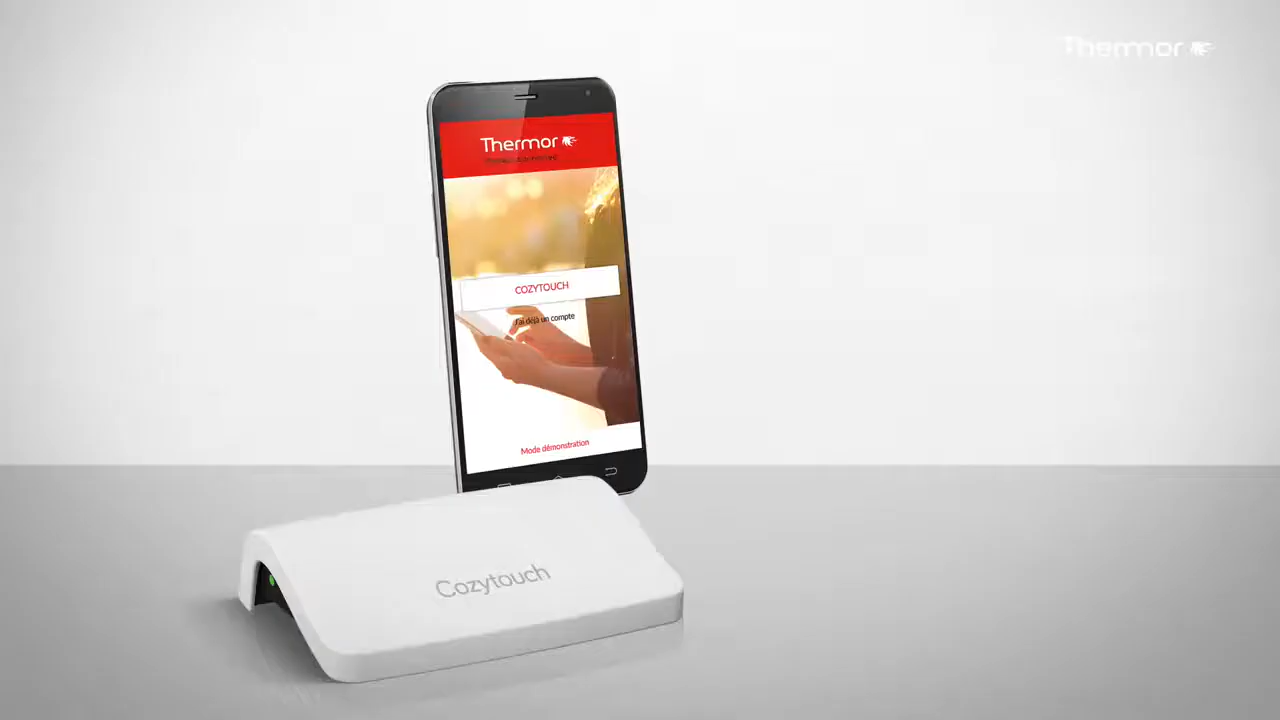 Thermor
Thermor
COZYTOUCH
J'ai déjà un compte
Mode démonstration
Cozytouch